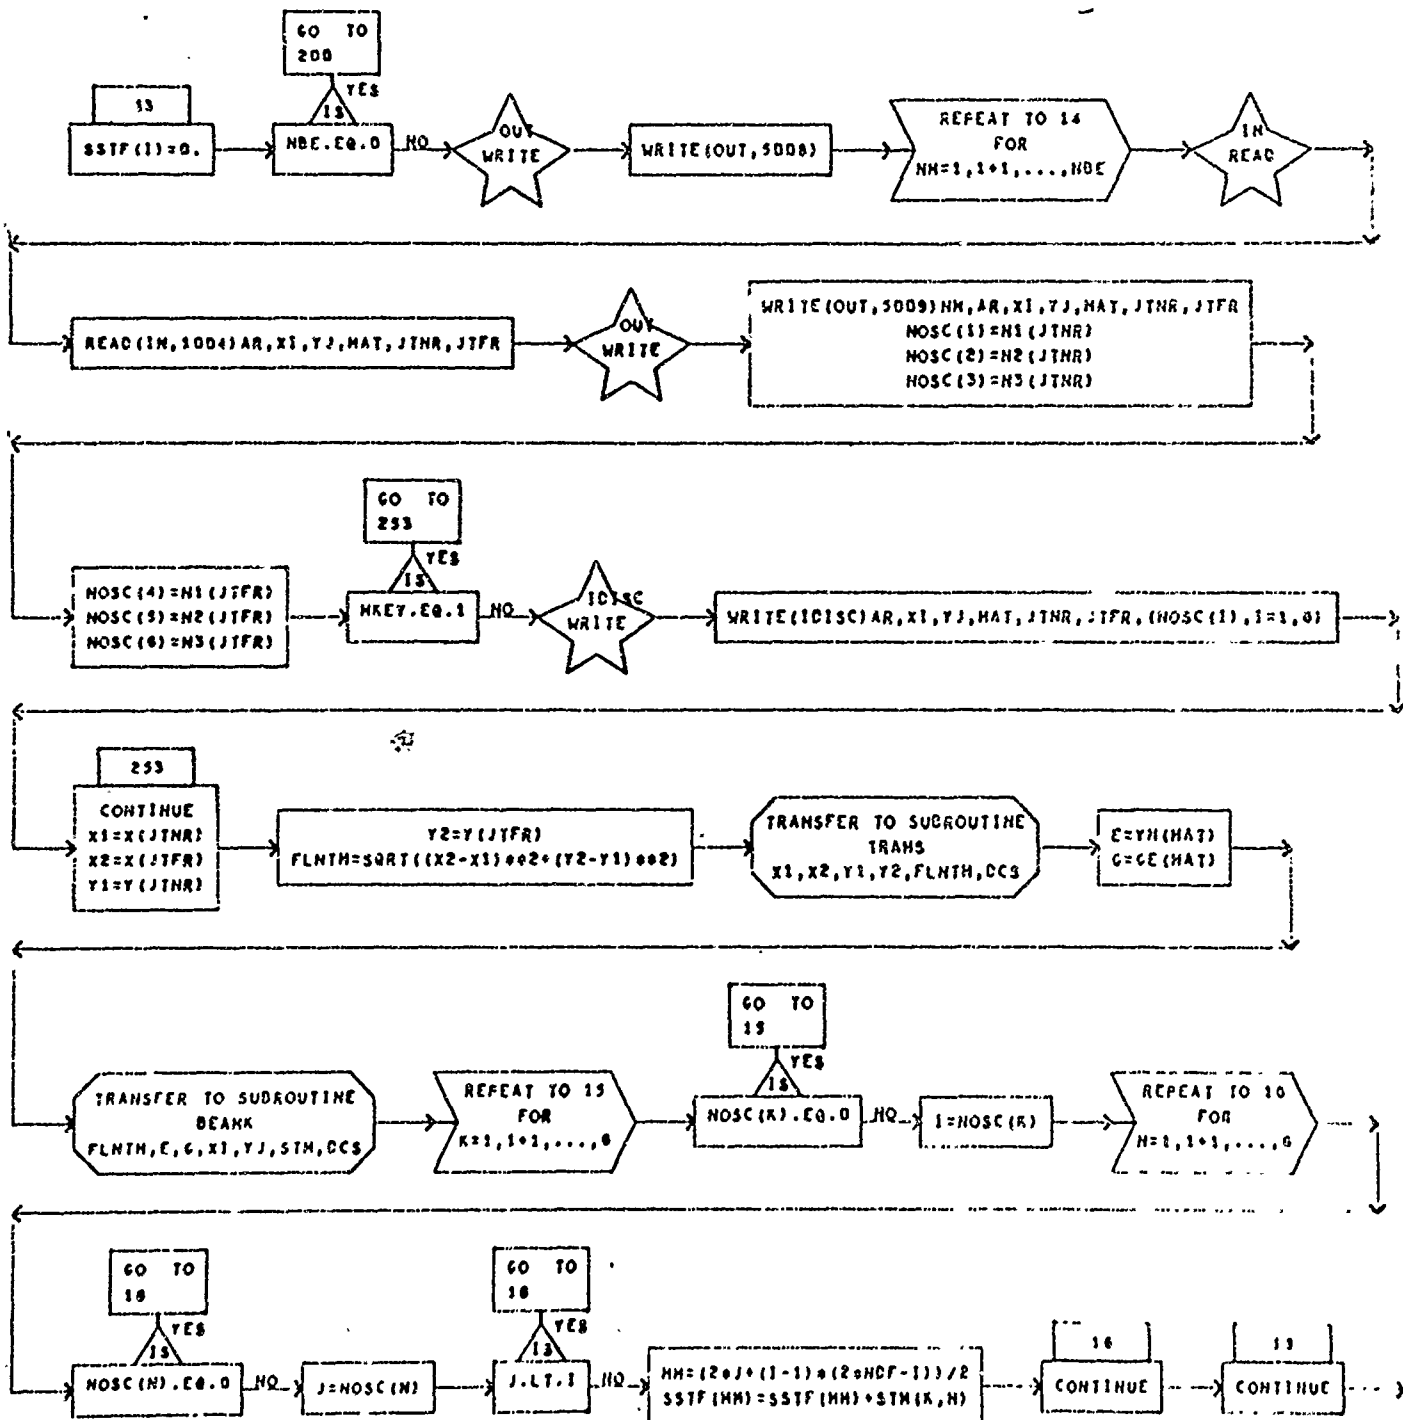 GO TO
200
13
YES
IS
SSTF(I)=0.
NBE.EQ.0
NO
OUT
WRITE
WRITE(OUT,5008)
REPEAT TO 14
FOR
NM=1,1+1,...,NBE
IN
READ
READ(IN,1004)AR,XI,YJ,MAT,JTNR,JTFR
OUT
WRITE
WRITE(OUT,5009)NM,AR,XI,YJ,MAT,JTNR,JTFR
NOSC(1)=N1(JTNR)
NOSC(2)=N2(JTNR)
NOSC(3)=N3(JTNR)
GO TO
253
YES
IS
NOSC(4)=N1(JTFR)
NOSC(5)=N2(JTFR)
NOSC(6)=N3(JTFR)
NKEY.EQ.1
NO
IDISC
WRITE
WRITE(IDISC)AR,XI,YJ,MAT,JTNR,JTFR,(NOSC(I),I=1,6)
253
CONTINUE
X1=X(JTNR)
X2=X(JTFR)
Y1=Y(JTNR)
Y2=Y(JTFR)
FLNTH=SQRT((X2-X1)**2+(Y2-Y1)**2)
TRANSFER TO SUBROUTINE
TRANS
X1,X2,Y1,Y2,FLNTH,DCS
E=YM(MAT)
G=GE(MAT)
GO TO
15
YES
IS
TRANSFER TO SUBROUTINE
BEAMK
FLNTH,E,G,XI,YJ,STM,DCS
REPEAT TO 15
FOR
K=1,1+1,...,6
NOSC(K).EQ.0
NO
I=NOSC(K)
REPEAT TO 16
FOR
N=1,1+1,...,6
GO TO
16
YES
IS
NOSC(N).EQ.0
NO
J=NOSC(N)
GO TO
16
YES
IS
J.LT.I
NO
MM=(2*J+(I-1)*(2*NDF-I))/2
SSTF(MM)=SSTF(MM)+STM(K,N)
16
CONTINUE
15
CONTINUE